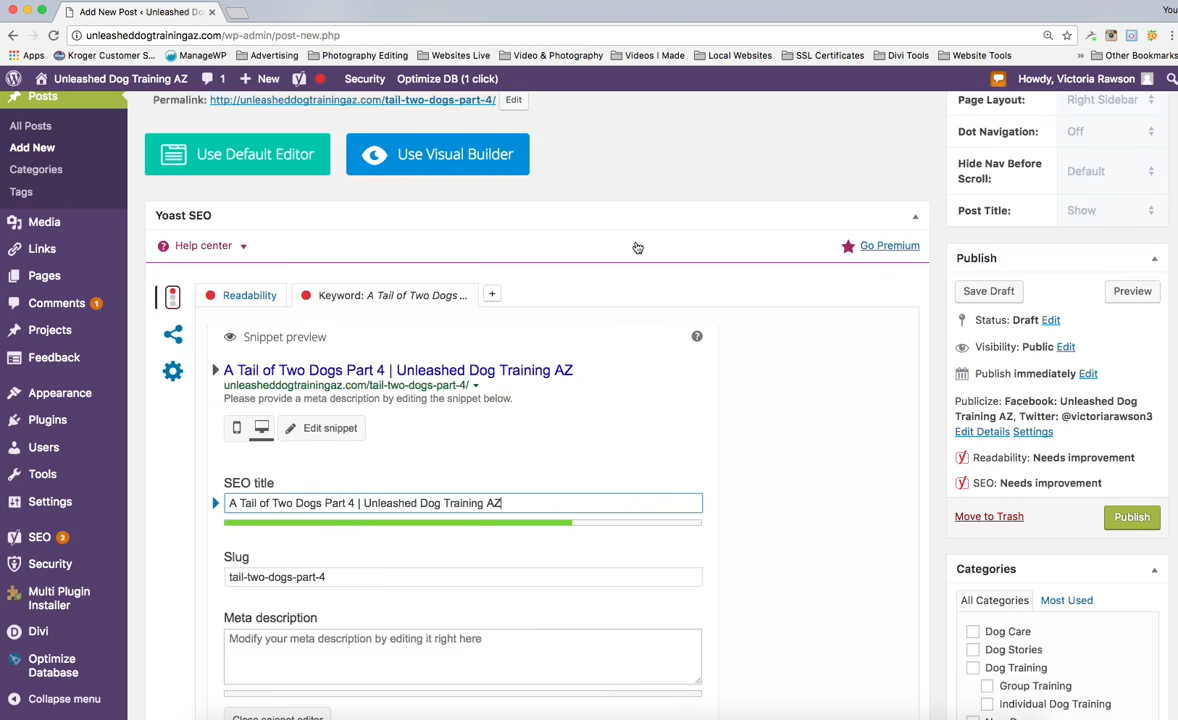 Add New Post ‹ Unleashed Do
You
unleasheddogtrainingaz.com/wp-admin/post-new.php
Apps
Kroger Customer S...
ManageWP
Advertising
Photography Editing
Websites Live
Video & Photography
Videos I Made
Local Websites
SSL Certificates
Divi Tools
Website Tools
»
Other Bookmarks
Unleashed Dog Training AZ
1
New
Security
Optimize DB (1 click)
Howdy, Victoria Rawson
Posts
All Posts
Add New
Categories
Tags
Media
Links
Pages
Comments 1
Projects
Feedback
Appearance
Plugins
Users
Tools
Settings
SEO 2
Security
Multi Plugin
Installer
Divi
Optimize
Database
Collapse menu
Permalink: http://unleasheddogtrainingaz.com/tail-two-dogs-part-4/ Edit
Use Default Editor
Use Visual Builder
Yoast SEO
Help center
Go Premium
Readability
Keyword: A Tail of Two Dogs ...
+
Snippet preview
A Tail of Two Dogs Part 4 | Unleashed Dog Training AZ
unleasheddogtrainingaz.com/tail-two-dogs-part-4/
Please provide a meta description by editing the snippet below.
Edit snippet
SEO title
A Tail of Two Dogs Part 4 | Unleashed Dog Training AZ
Slug
tail-two-dogs-part-4
Meta description
Modify your meta description by editing it right here
Close snippet editor
Page Layout: Right Sidebar
Dot Navigation: Off
Hide Nav Before
Scroll:
Default
Post Title: Show
Publish
Save Draft
Preview
Status: Draft Edit
Visibility: Public Edit
Publish immediately Edit
Publicize: Facebook: Unleashed Dog
Training AZ, Twitter: @victoriarawson3
Edit Details Settings
Readability: Needs improvement
SEO: Needs improvement
Move to Trash
Publish
Categories
All Categories
Most Used
Dog Care
Dog Stories
Dog Training
Group Training
Individual Dog Training